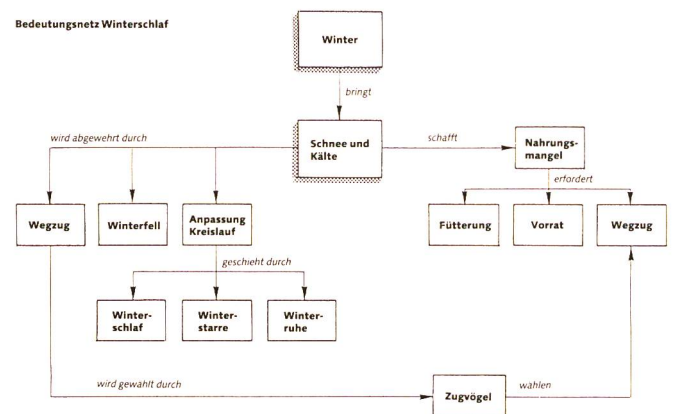 Bedeutungsnetz Winterschlaf
Winter
bringt
wird abgewehrt durch
Schnee und
Kälte
schafft
Nahrungs-
mangel
erfordert
Wegzug
Winterfell
Anpassung
Kreislauf
Fütterung
Vorrat
Wegzug
geschieht durch
Winter-
schlaf
Winter-
starre
Winter-
ruhe
wird gewählt durch
Zugvögel
wahlen